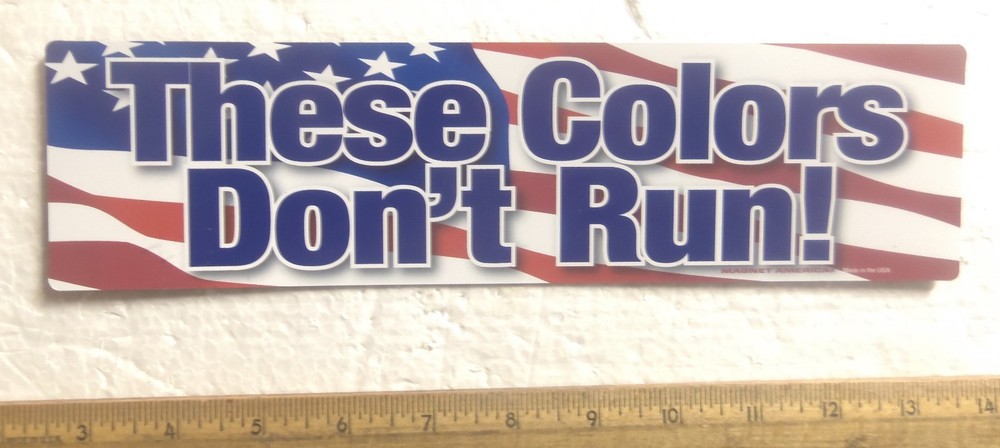 These Colors
Don't Run!
MAGNET AMERICA Made in the USA
3 4 5 6 7 8 9 10 11 12 13 14